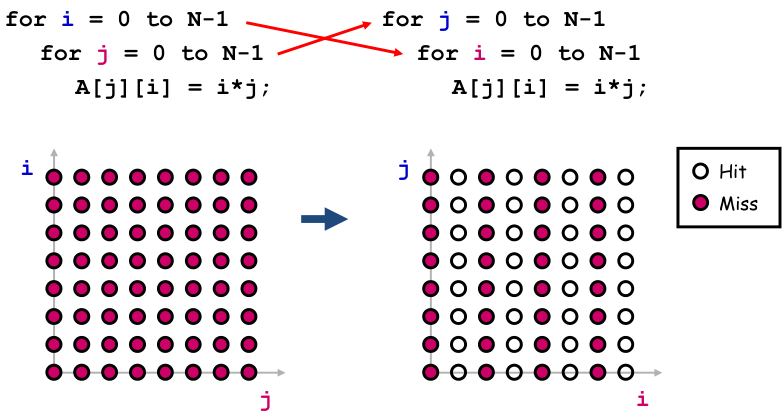 for i = 0 to N-1
for j = 0 to N-1
A[j][i] = i*j;
for j = 0 to N-1
for i = 0 to N-1
A[j][i] = i*j;
i
j
j
i
Hit
Miss